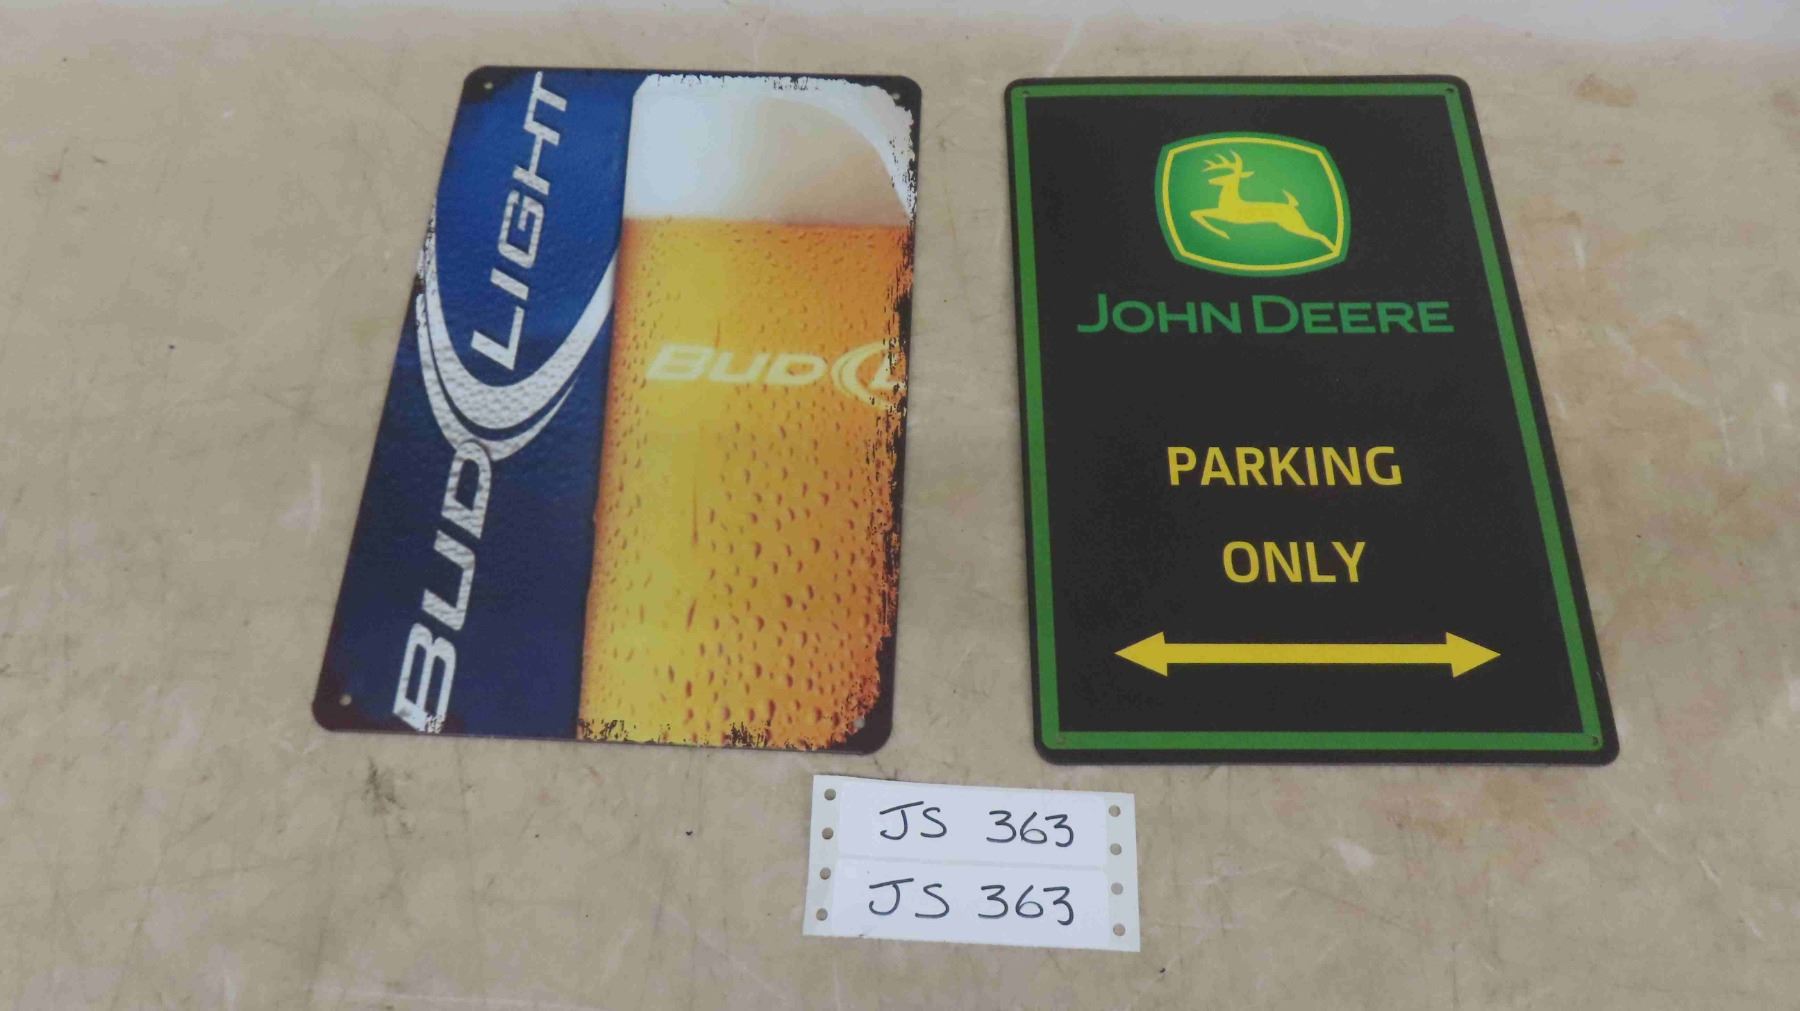 BUD LIGHT
BUD L
JOHN DEERE
PARKING
ONLY
JS 363
JS 363